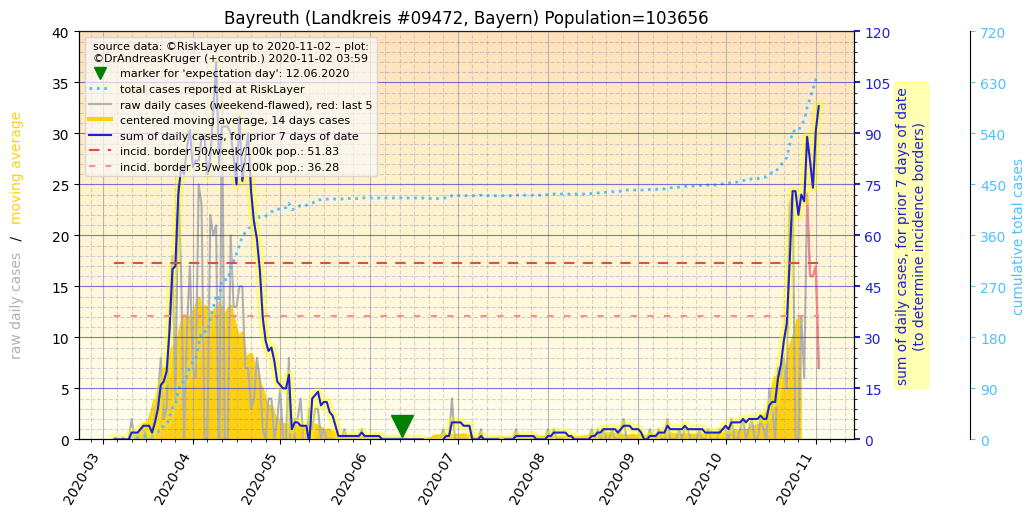 Bayreuth (Landkreis #09472, Bayern) Population=103656
source data: ©RiskLayer up to 2020-11-02 – plot:
©DrAndreasKruger (+contrib.) 2020-11-02 03:59
marker for 'expectation day': 12.06.2020
total cases reported at RiskLayer
raw daily cases (weekend-flawed), red: last 5
centered moving average, 14 days cases
sum of daily cases, for prior 7 days of date
incid. border 50/week/100k pop.: 51.83
incid. border 35/week/100k pop.: 36.28
raw daily cases / moving average
40
35
30
25
20
15
10
5
0
2020-03
2020-04
2020-05
2020-06
2020-07
2020-08
2020-09
2020-10
2020-11
120
105
90
75
60
45
30
15
0
sum of daily cases, for prior 7 days of date
(to determine incidence borders)
720
630
540
450
360
270
180
90
0
cumulative total cases